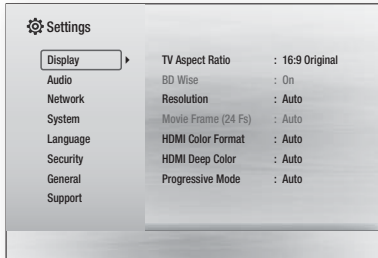 Settings
Display
Audio
Network
System
Language
Security
General
Support
TV Aspect Ratio : 16:9 Original
BD Wise : On
Resolution : Auto
Movie Frame (24 Fs) : Auto
HDMI Color Format : Auto
HDMI Deep Color : Auto
Progressive Mode : Auto